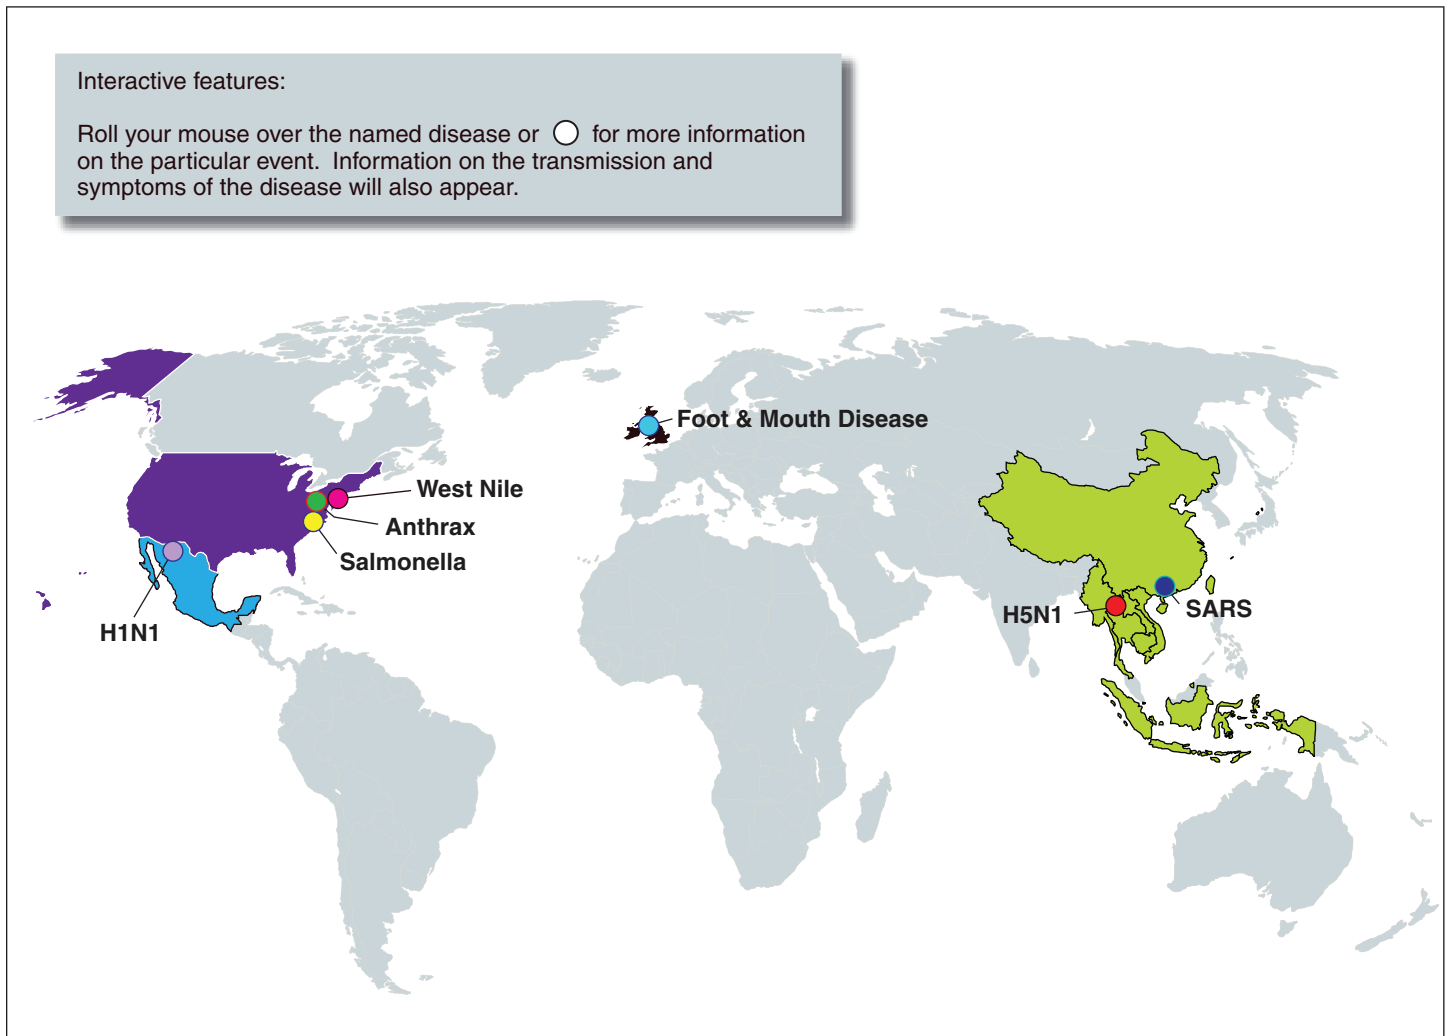 Interactive features:
Roll your mouse over the named disease or for more information
on the particular event. Information on the transmission and
symptoms of the disease will also appear.
Foot & Mouth Disease
West Nile
Anthrax
Salmonella
H1N1
H5N1
SARS